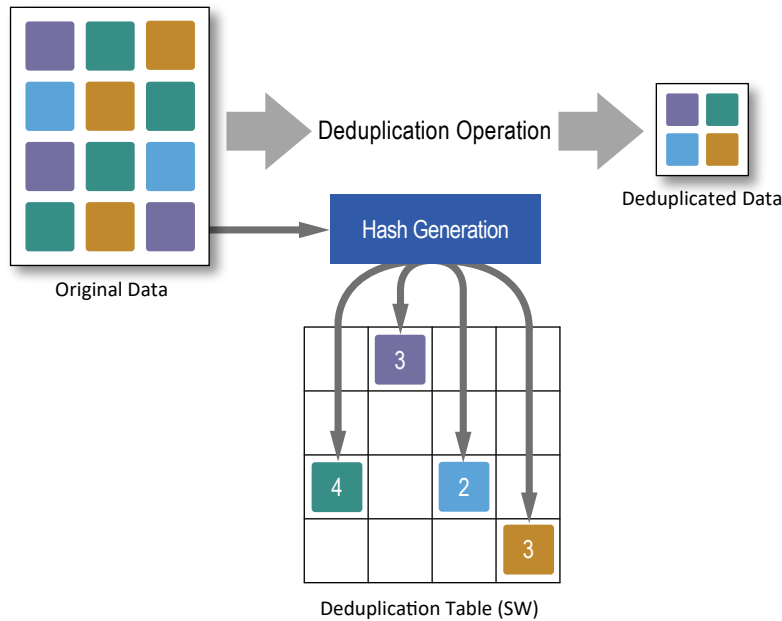 Deduplication Operation
Deduplicated Data
Hash Generation
Original Data
3
4
2
3
Deduplication Table (SW)